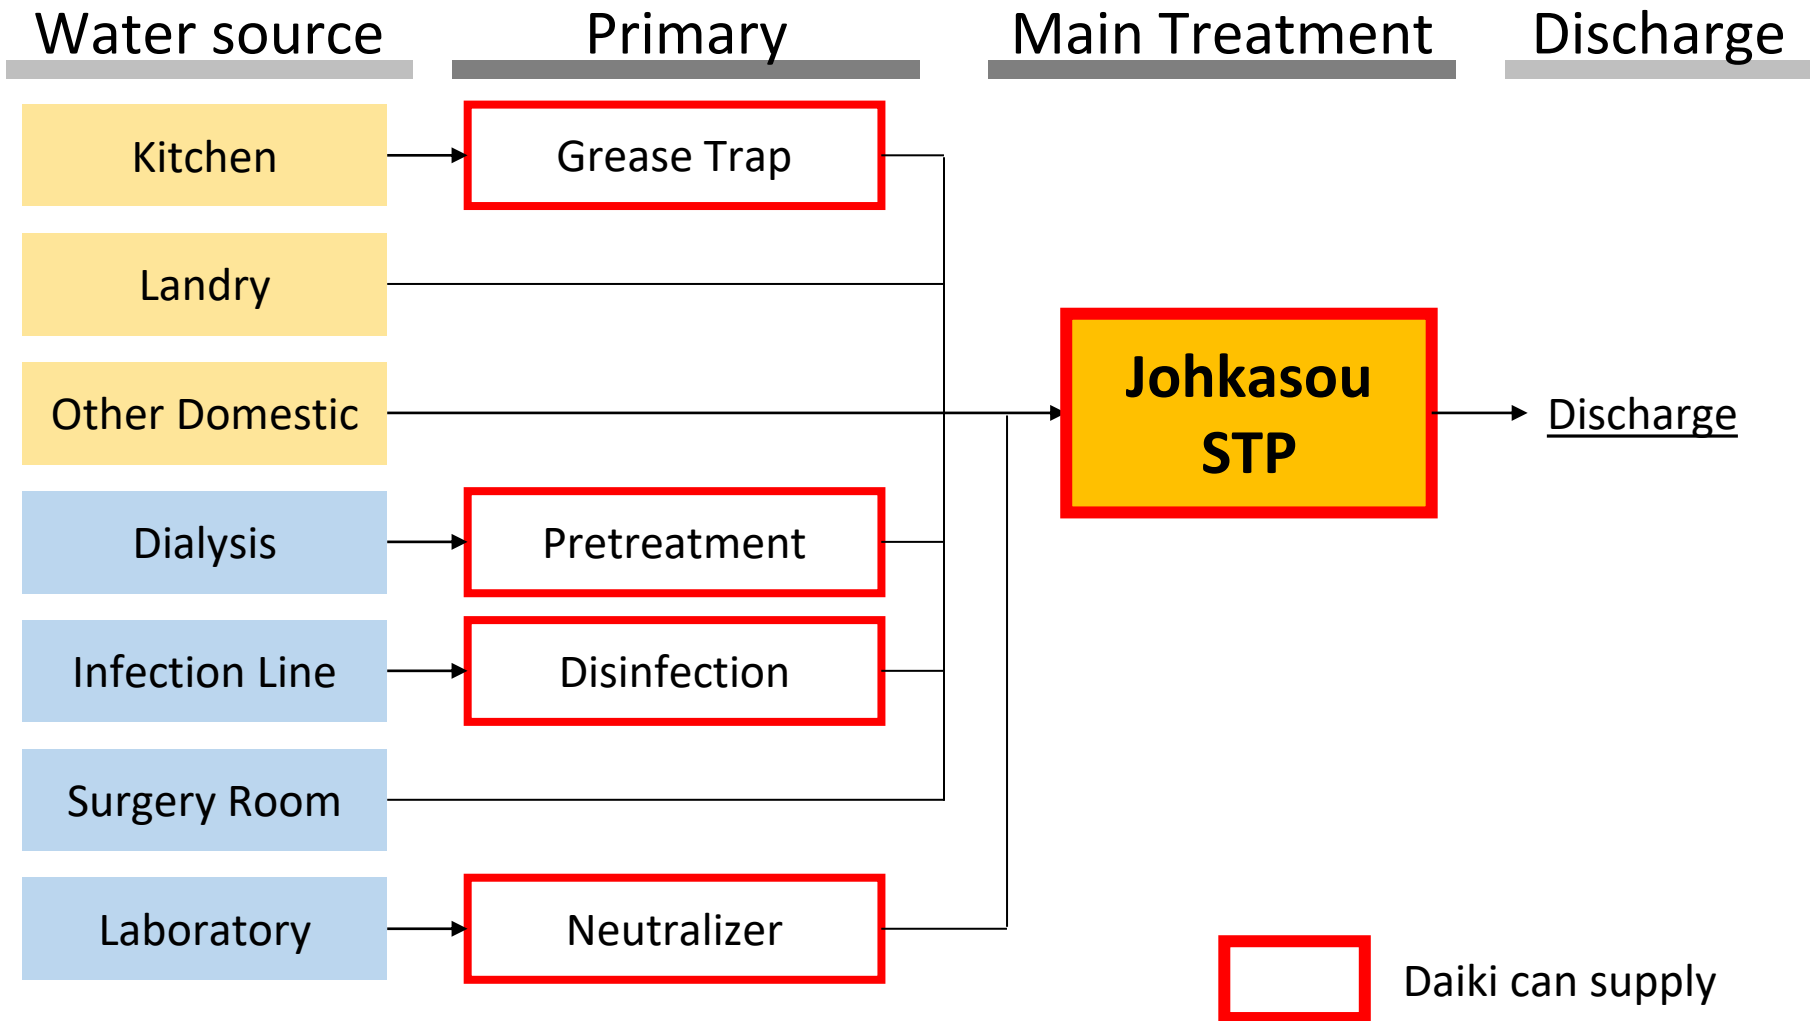 Water source Primary Main Treatment Discharge
Kitchen Grease Trap
Landry
Johkasou
STP
Other Domestic Discharge
Dialysis Pretreatment
Infection Line Disinfection
Surgery Room
Laboratory Neutralizer
Daiki can supply